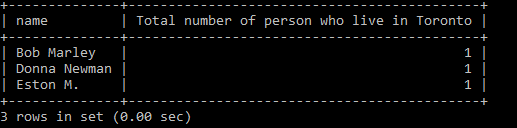 +--------------+-------------------------------------------+
| name         | Total number of person who live in Toronto |
+--------------+-------------------------------------------+
| Bob Marley   |                                         1 |
| Donna Newman |                                         1 |
| Eston M.     |                                         1 |
+--------------+-------------------------------------------+
3 rows in set (0.00 sec)